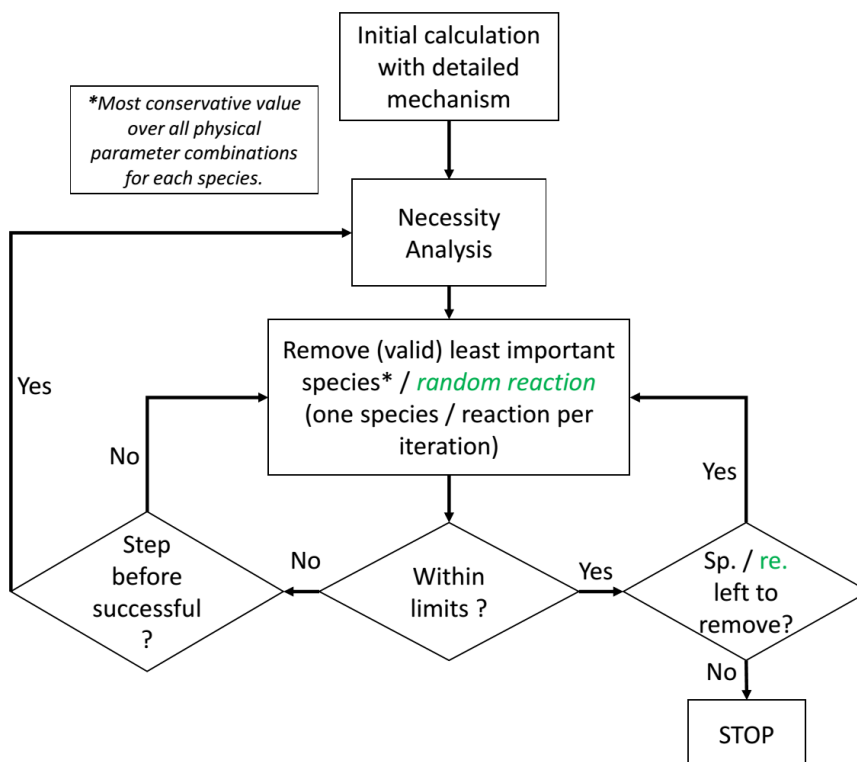 Initial calculation
with detailed
mechanism
*Most conservative value
over all physical
parameter combinations
for each species.
Necessity
Analysis
Remove (valid) least important
species* / random reaction
(one species / reaction per
iteration)
Yes
No
Yes
Step
before
successful
?
No
Within
limits ?
Yes
Sp. / re.
left to
remove?
No
STOP